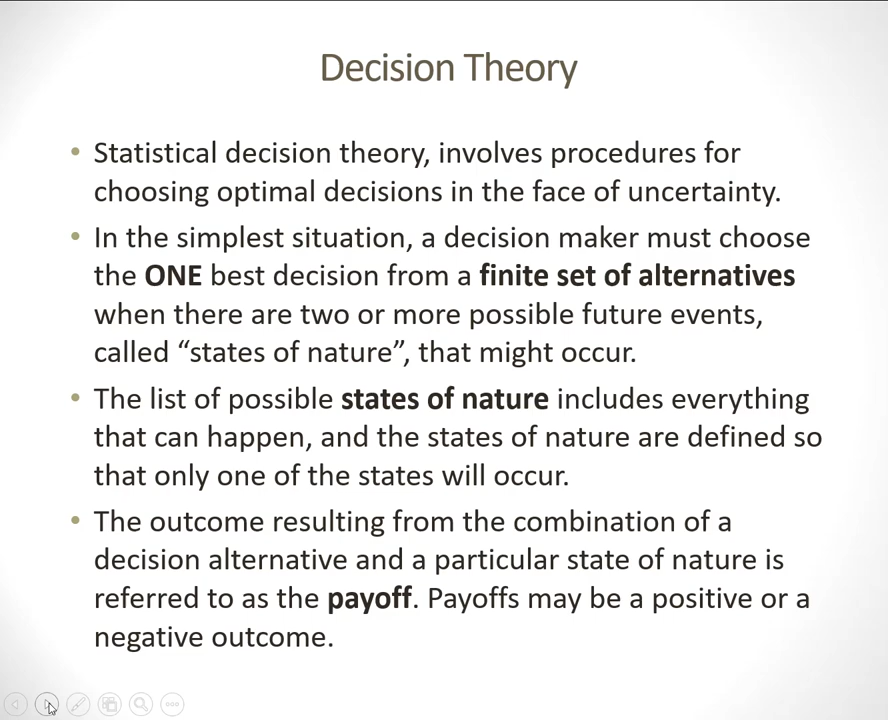 Decision Theory
• Statistical decision theory, involves procedures for
choosing optimal decisions in the face of uncertainty.
• In the simplest situation, a decision maker must choose
the ONE best decision from a finite set of alternatives
when there are two or more possible future events,
called “states of nature”, that might occur.
• The list of possible states of nature includes everything
that can happen, and the states of nature are defined so
that only one of the states will occur.
• The outcome resulting from the combination of a
decision alternative and a particular state of nature is
referred to as the payoff. Payoffs may be a positive or a
negative outcome.